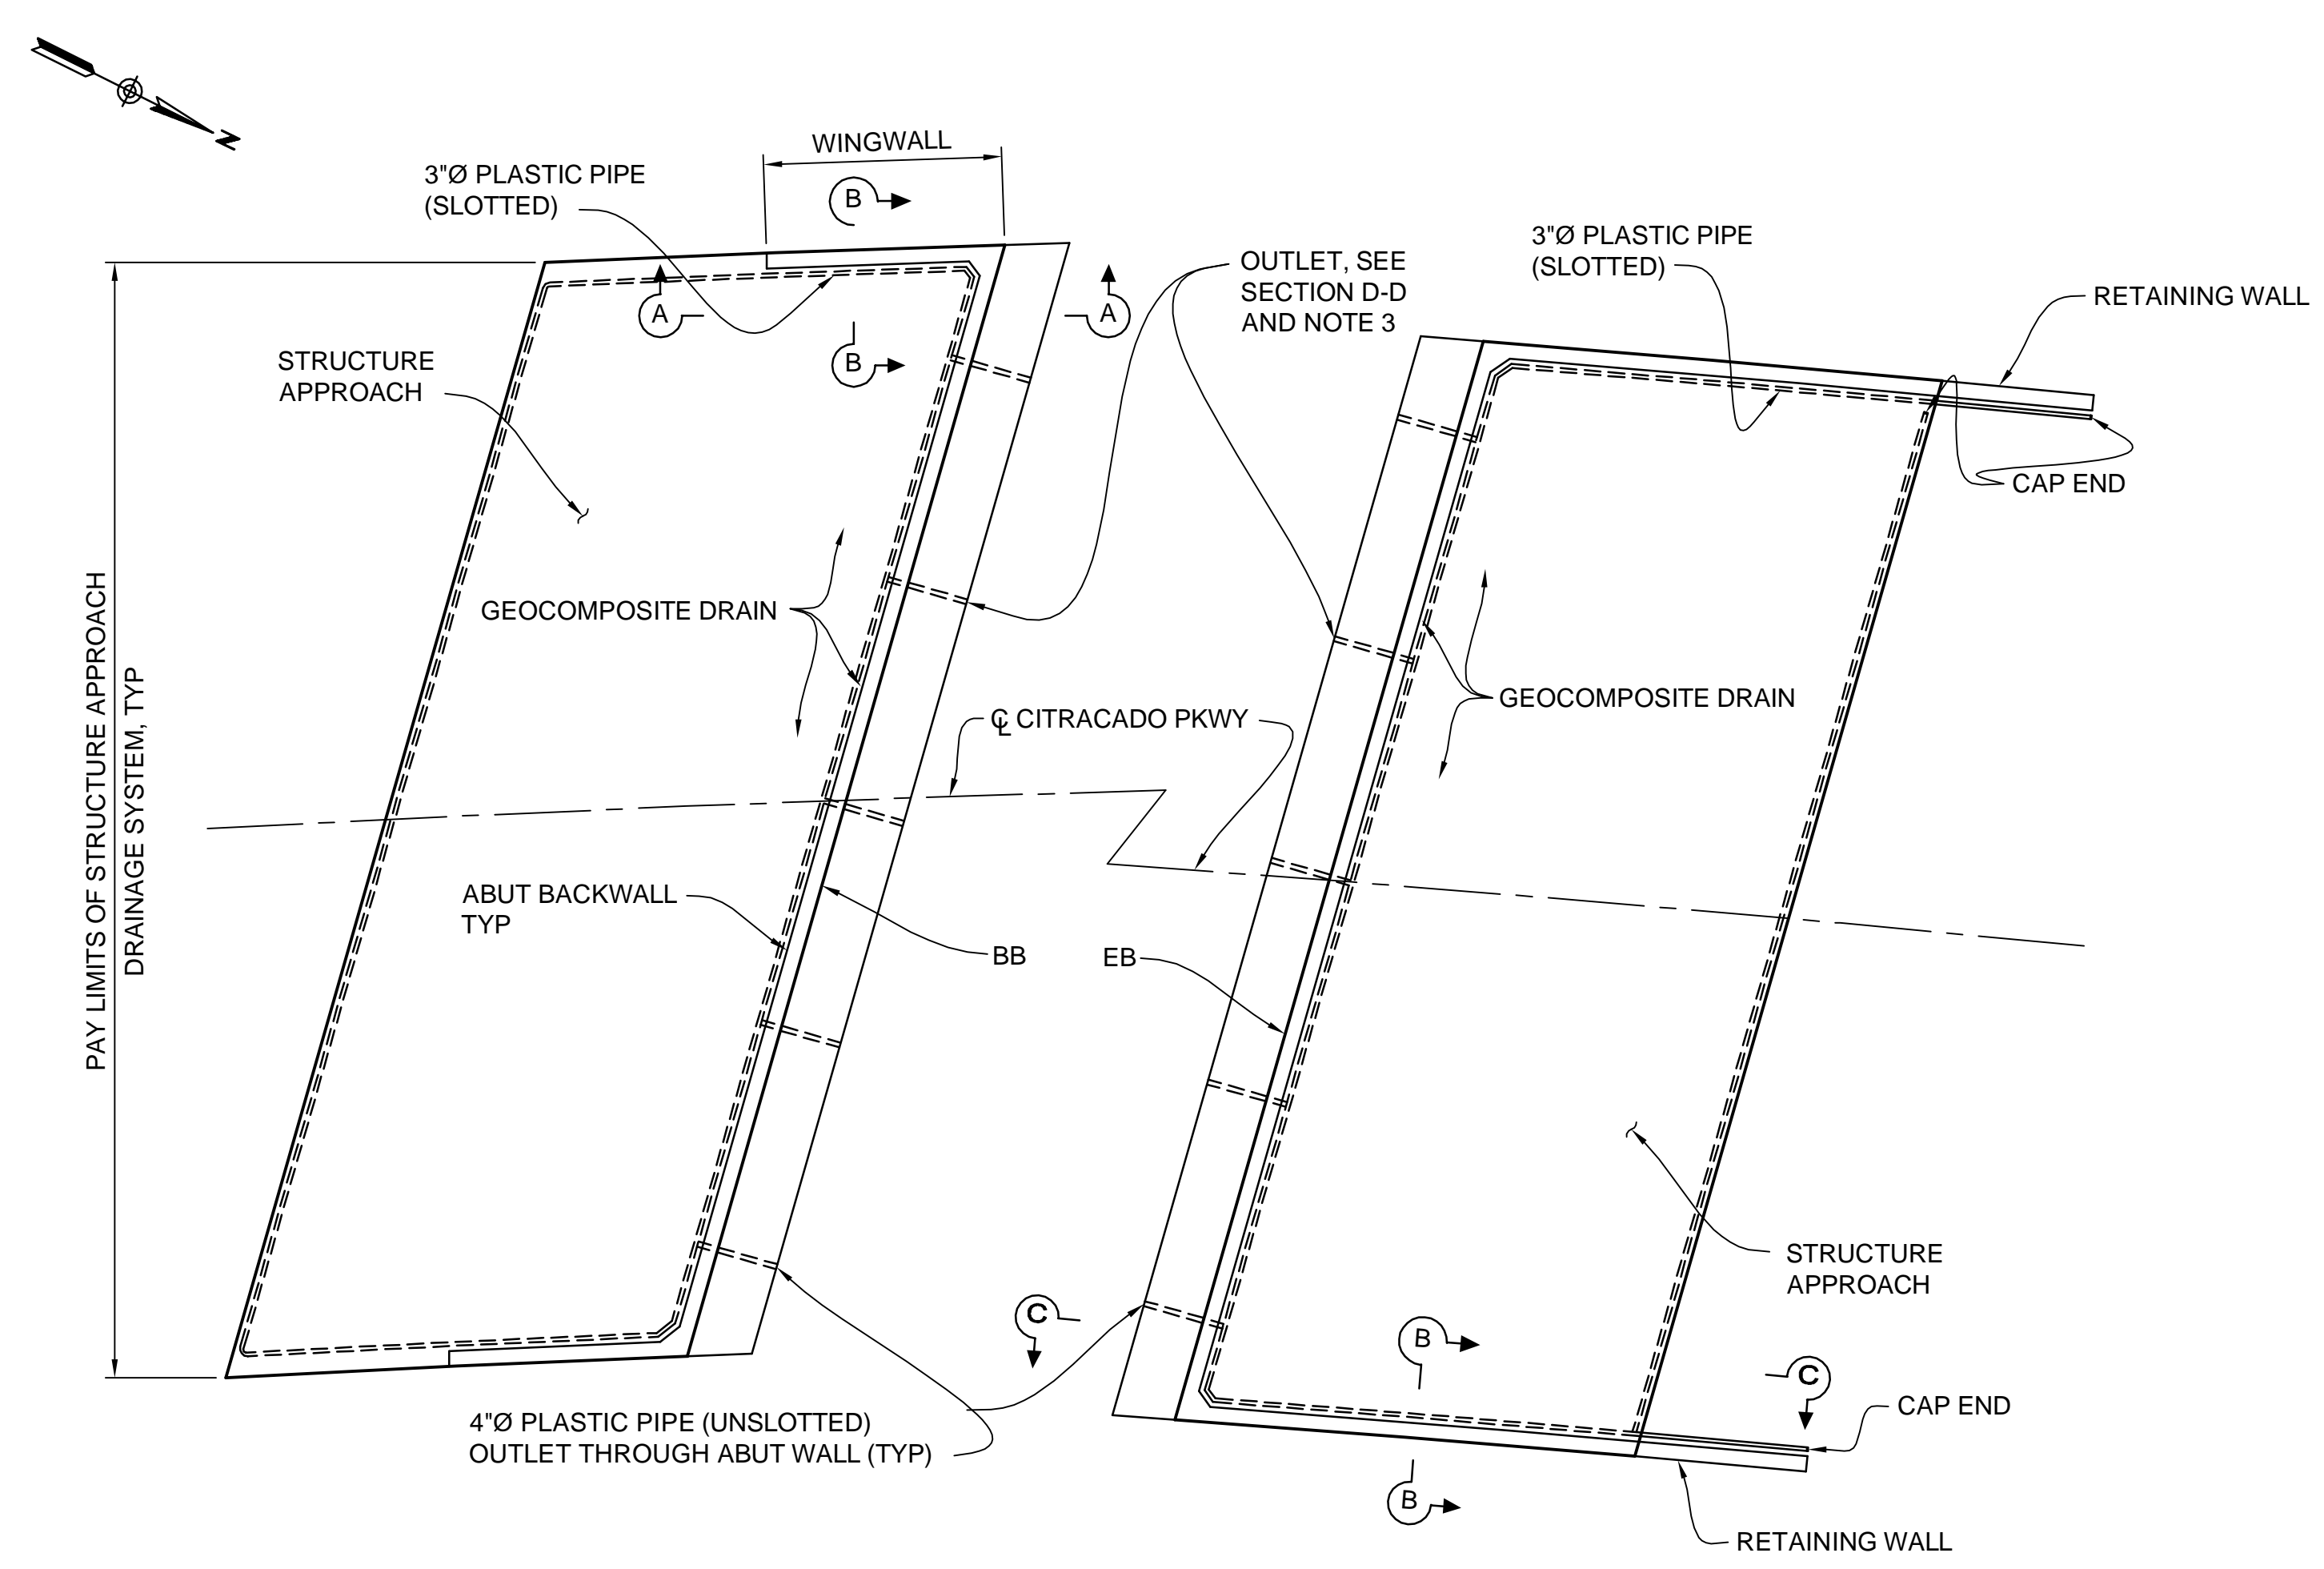 N
WINGWALL
3"Ø PLASTIC PIPE
(SLOTTED)
B
A
B
A
STRUCTURE
APPROACH
OUTLET, SEE
SECTION D-D
AND NOTE 3
3"Ø PLASTIC PIPE
(SLOTTED)
RETAINING WALL
CAP END
GEOCOMPOSITE DRAIN
GEOCOMPOSITE DRAIN
PAY LIMITS OF STRUCTURE APPROACH
DRAINAGE SYSTEM, TYP
℄ CITRACADO PKWY
ABUT BACKWALL
TYP
BB
EB
STRUCTURE
APPROACH
C
B
C
CAP END
4"Ø PLASTIC PIPE (UNSLOTTED)
OUTLET THROUGH ABUT WALL (TYP)
B
RETAINING WALL